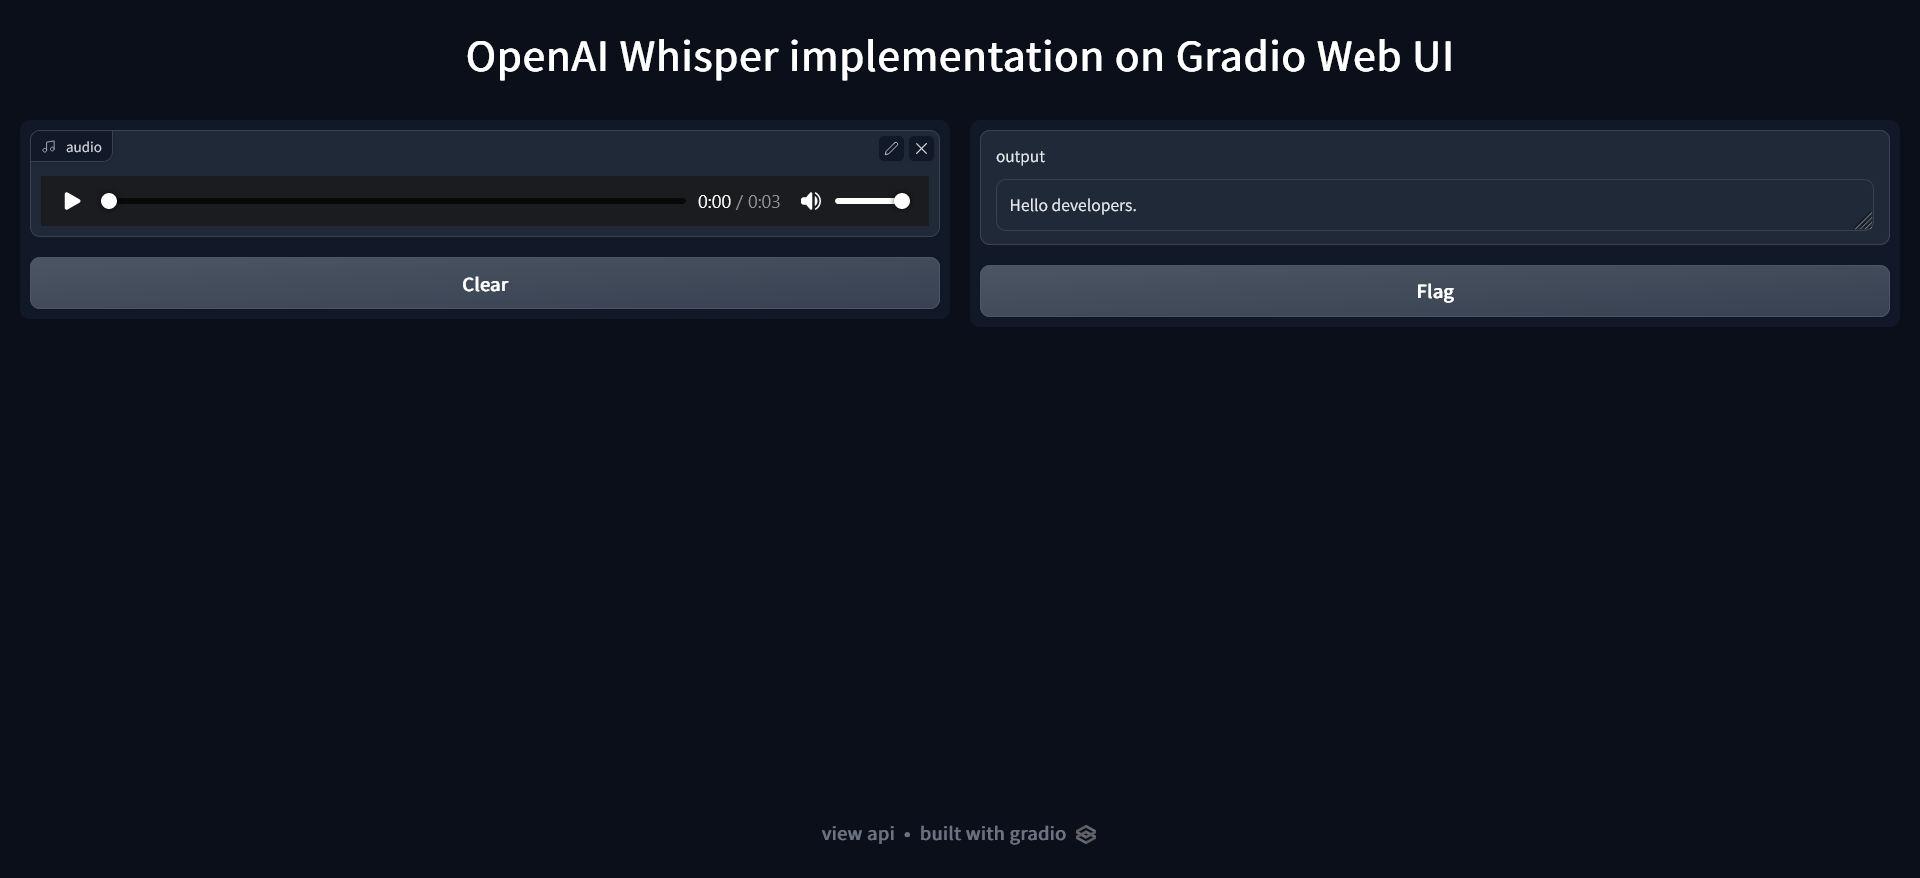 OpenAI Whisper implementation on Gradio Web UI
audio
0:00 / 0:03
Clear
output
Hello developers.
Flag
view api • built with gradio